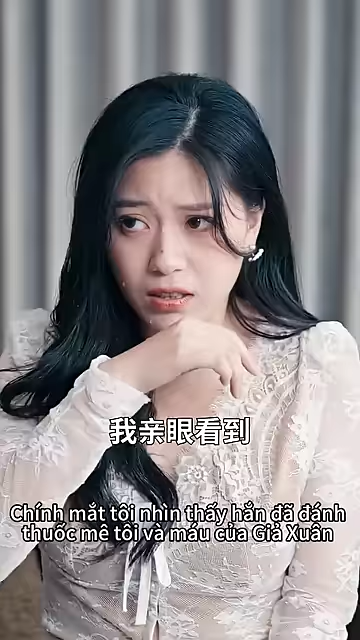 我亲眼看到
Chính mắt tôi nhìn thấy hắn đã đánh
thuốc mê tôi và máu của Giả Xuân